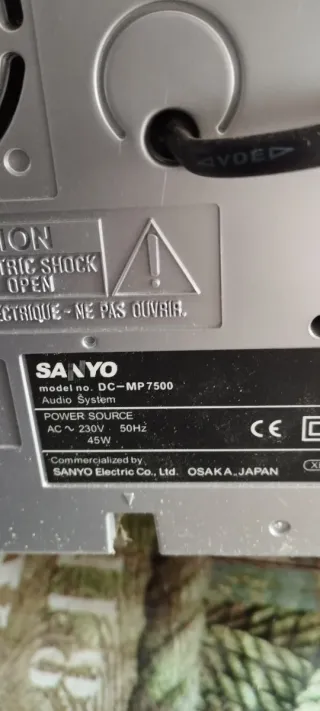 VDE
ION
TRIC SHOCK
OPEN
ECTRIQUE - NE PAS OUVRIR.
SANYO
model no. DC-MP7500
Audio System
POWER SOURCE
AC ~ 230V 50Hz
45W
CE
Commercialized by
SANYO Electric Co., Ltd. OSAKA, JAPAN